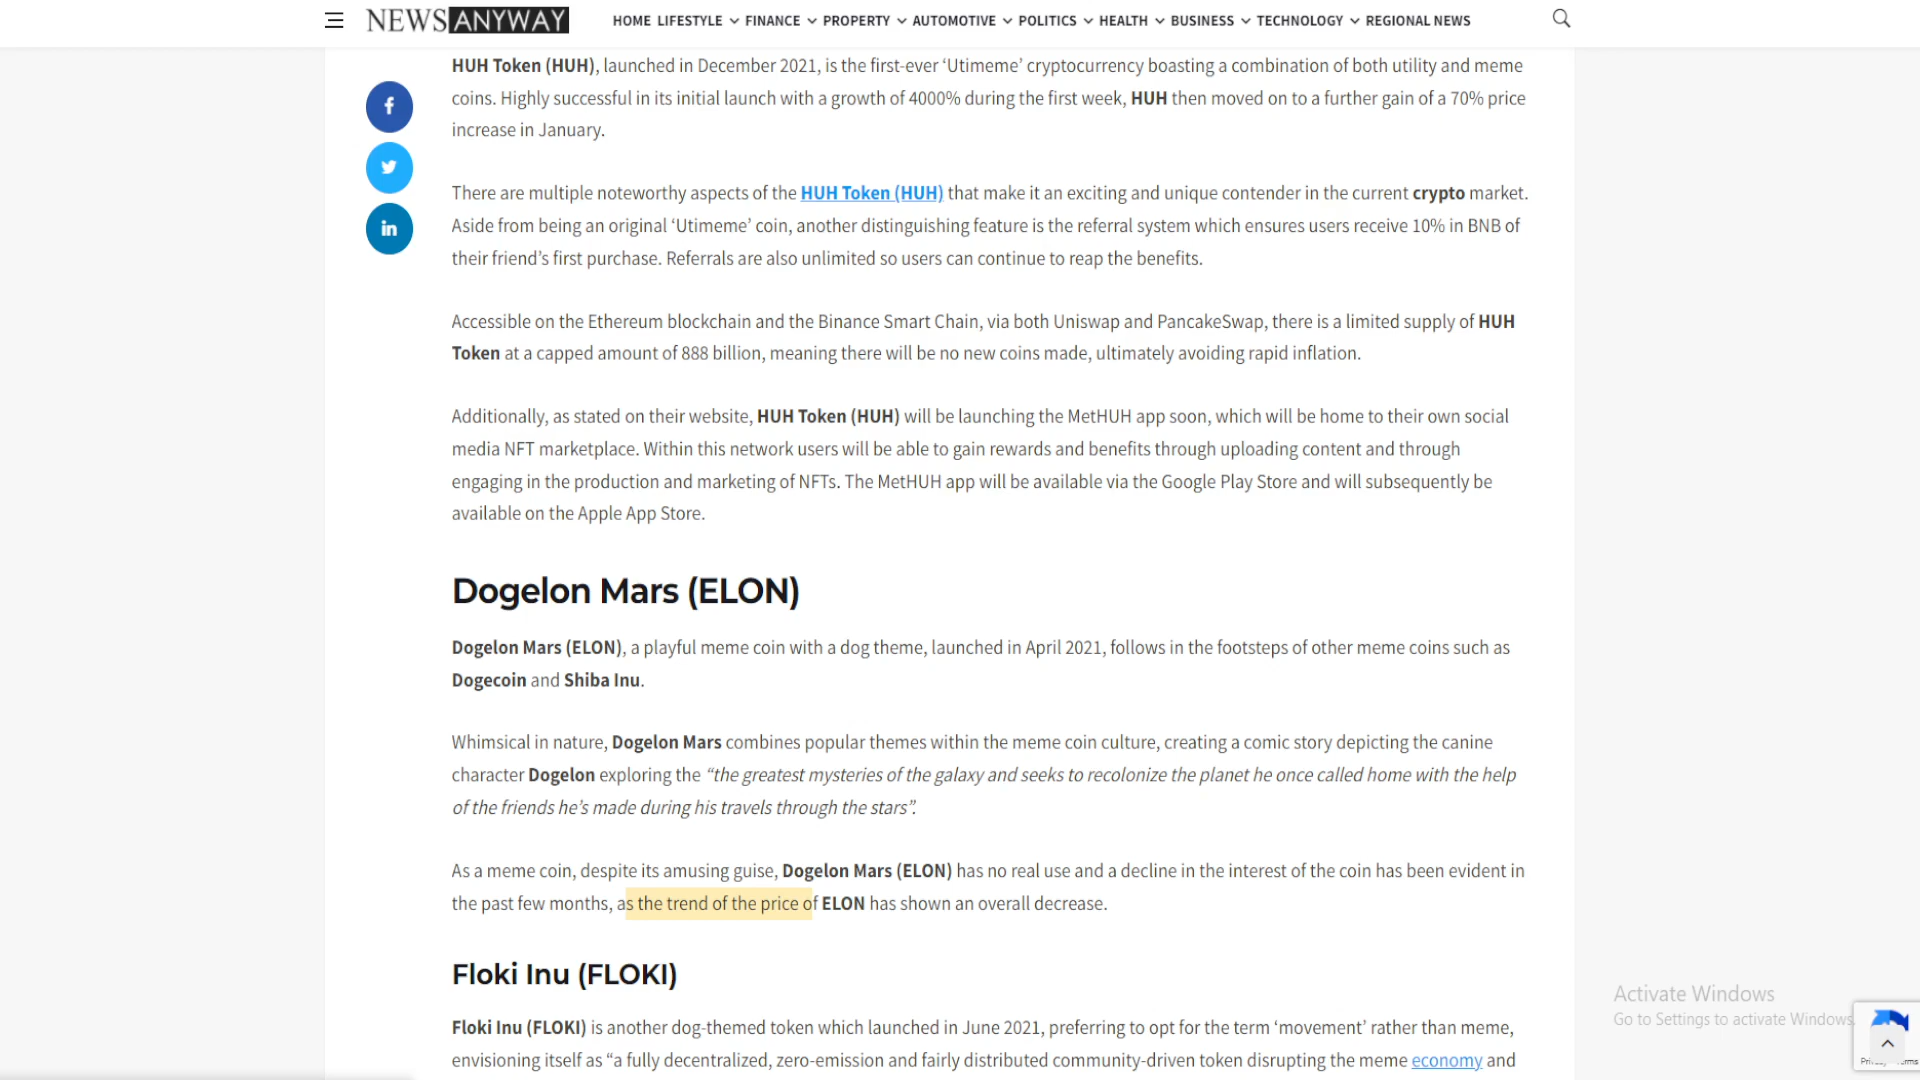 NEWSANYWAY HOME LIFESTYLE FINANCE PROPERTY AUTOMOTIVE POLITICS HEALTH BUSINESS TECHNOLOGY REGIONAL NEWS
HUH Token (HUH), launched in December 2021, is the first-ever ‘Utimeme’ cryptocurrency boasting a combination of both utility and meme
coins. Highly successful in its initial launch with a growth of 4000% during the first week, HUH then moved on to a further gain of a 70% price
increase in January.
There are multiple noteworthy aspects of the HUH Token (HUH) that make it an exciting and unique contender in the current crypto market.
Aside from being an original ‘Utimeme’ coin, another distinguishing feature is the referral system which ensures users receive 10% in BNB of
their friend’s first purchase. Referrals are also unlimited so users can continue to reap the benefits.
Accessible on the Ethereum blockchain and the Binance Smart Chain, via both Uniswap and PancakeSwap, there is a limited supply of HUH
Token at a capped amount of 888 billion, meaning there will be no new coins made, ultimately avoiding rapid inflation.
Additionally, as stated on their website, HUH Token (HUH) will be launching the MetHUH app soon, which will be home to their own social
media NFT marketplace. Within this network users will be able to gain rewards and benefits through uploading content and through
engaging in the production and marketing of NFTs. The MetHUH app will be available via the Google Play Store and will subsequently be
available on the Apple App Store.
Dogelon Mars (ELON)
Dogelon Mars (ELON), a playful meme coin with a dog theme, launched in April 2021, follows in the footsteps of other meme coins such as
Dogecoin and Shiba Inu.
Whimsical in nature, Dogelon Mars combines popular themes within the meme coin culture, creating a comic story depicting the canine
character Dogelon exploring the “the greatest mysteries of the galaxy and seeks to recolonize the planet he once called home with the help
of the friends he’s made during his travels through the stars”.
As a meme coin, despite its amusing guise, Dogelon Mars (ELON) has no real use and a decline in the interest of the coin has been evident in
the past few months, as the trend of the price of ELON has shown an overall decrease.
Floki Inu (FLOKI)
Floki Inu (FLOKI) is another dog-themed token which launched in June 2021, preferring to opt for the term ‘movement’ rather than meme,
envisioning itself as “a fully decentralized, zero-emission and fairly distributed community-driven token disrupting the meme economy and
Activate Windows
Go to Settings to activate Windows.